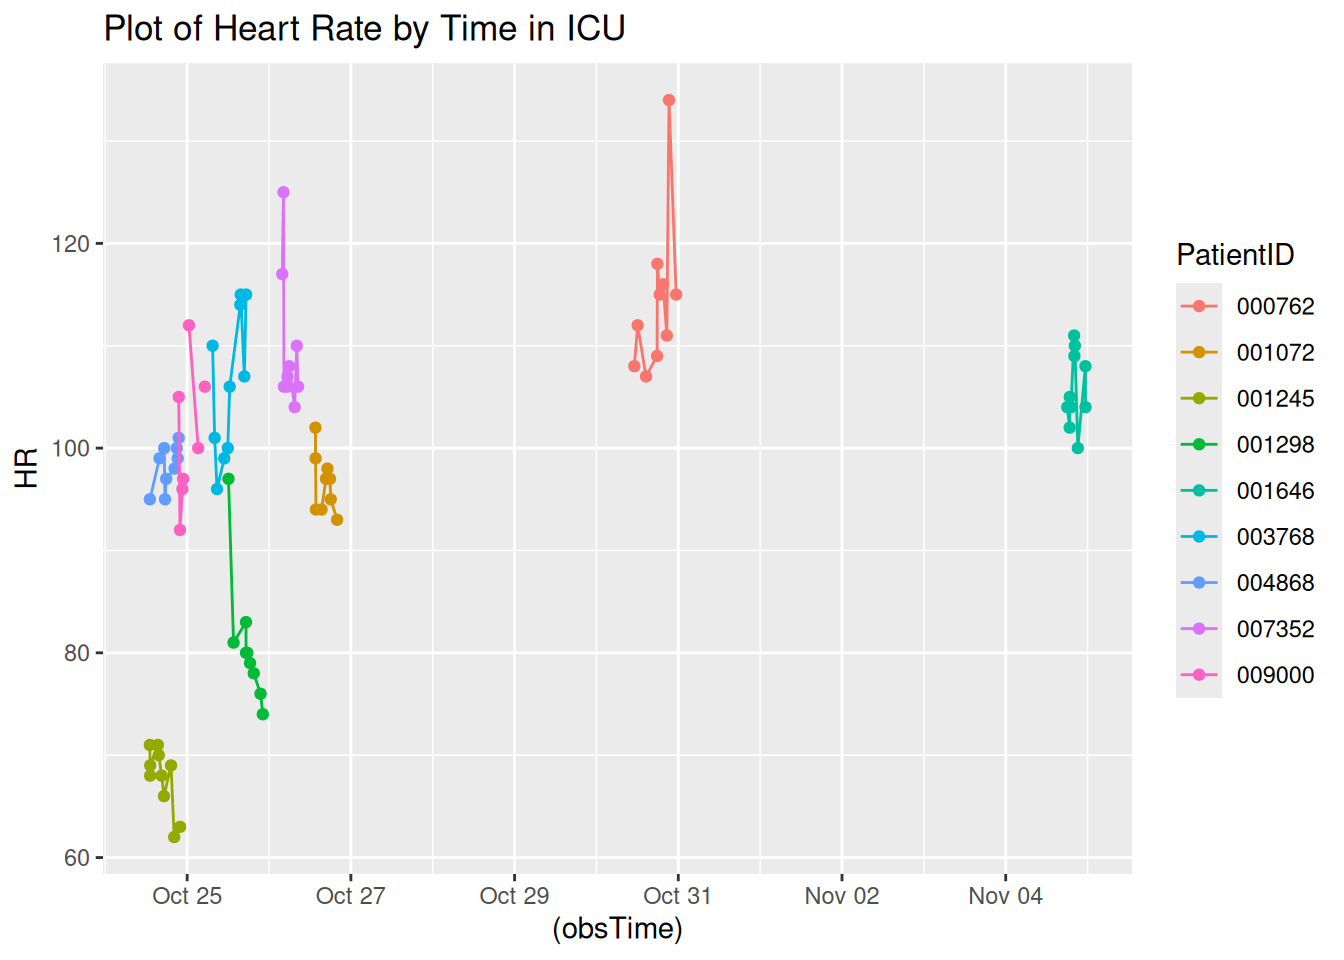 Plot of Heart Rate by Time in ICU
HR
120
100
80
60
Oct 25 Oct 27 Oct 29 Oct 31 Nov 02 Nov 04
(obsTime)
PatientID
000762
001072
001245
001298
001646
003768
004868
007352
009000